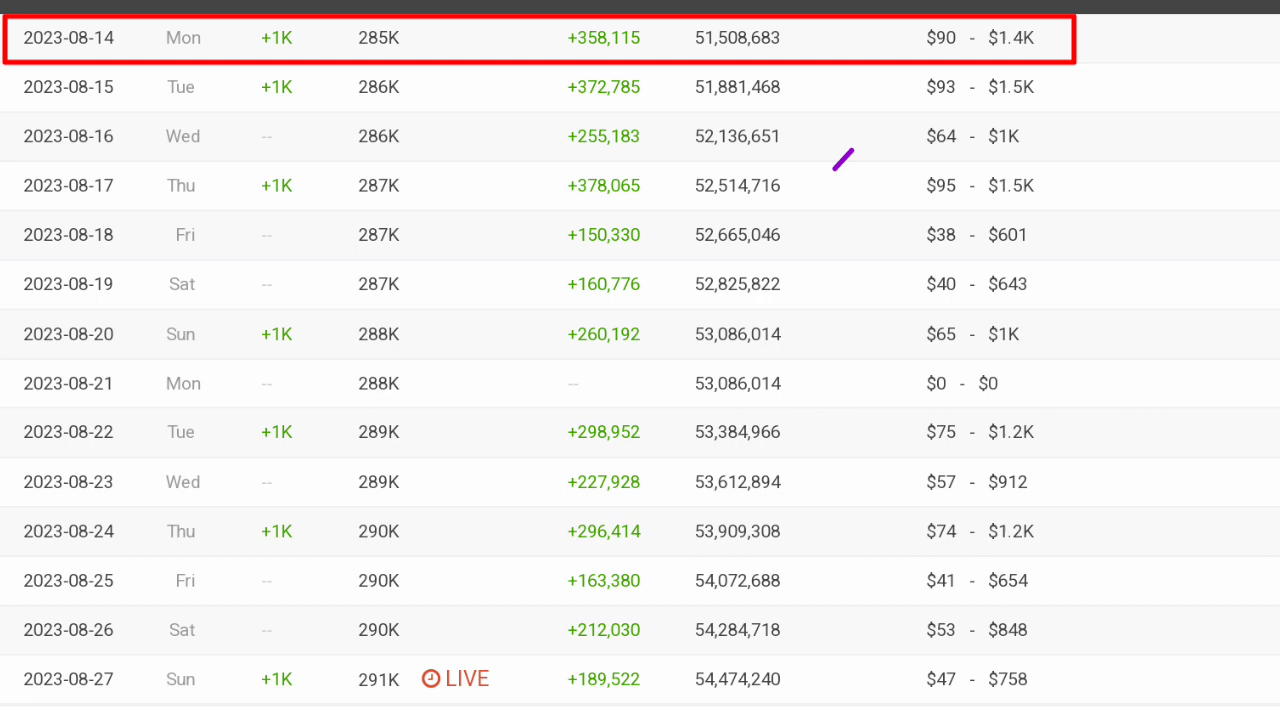 2023-08-14 Mon +1K 285K +358,115 51,508,683 $90 - $1.4K
2023-08-15 Tue +1K 286K +372,785 51,881,468 $93 - $1.5K
2023-08-16 Wed -- 286K +255,183 52,136,651 $64 - $1K
2023-08-17 Thu +1K 287K +378,065 52,514,716 $95 - $1.5K
2023-08-18 Fri -- 287K +150,330 52,665,046 $38 - $601
2023-08-19 Sat -- 287K +160,776 52,825,822 $40 - $643
2023-08-20 Sun +1K 288K +260,192 53,086,014 $65 - $1K
2023-08-21 Mon -- 288K -- 53,086,014 $0 - $0
2023-08-22 Tue +1K 289K +298,952 53,384,966 $75 - $1.2K
2023-08-23 Wed -- 289K +227,928 53,612,894 $57 - $912
2023-08-24 Thu +1K 290K +296,414 53,909,308 $74 - $1.2K
2023-08-25 Fri -- 290K +163,380 54,072,688 $41 - $654
2023-08-26 Sat -- 290K +212,030 54,284,718 $53 - $848
2023-08-27 Sun +1K 291K LIVE +189,522 54,474,240 $47 - $758